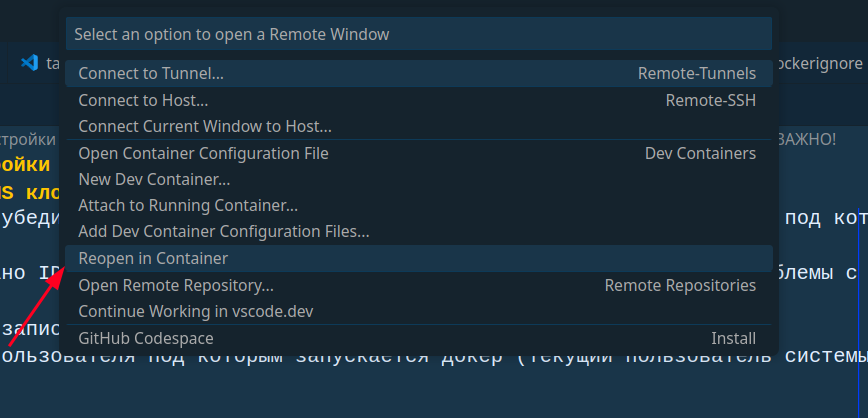 Select an option to open a Remote Window
Connect to Tunnel... Remote-Tunnels
Connect to Host... Remote-SSH
Connect Current Window to Host...
Open Container Configuration File Dev Containers
New Dev Container...
Attach to Running Container...
Add Dev Container Configuration Files...
Reopen in Container
Open Remote Repository... Remote Repositories
Continue Working in vscode.dev
GitHub Codespace Install
ta
ockerignore
стройки
ВАЖНО!
ойки
S кло
убеди
под кот
но ID
блемы с
запис
ользователя под которым запускается докер (текущий пользователь системы